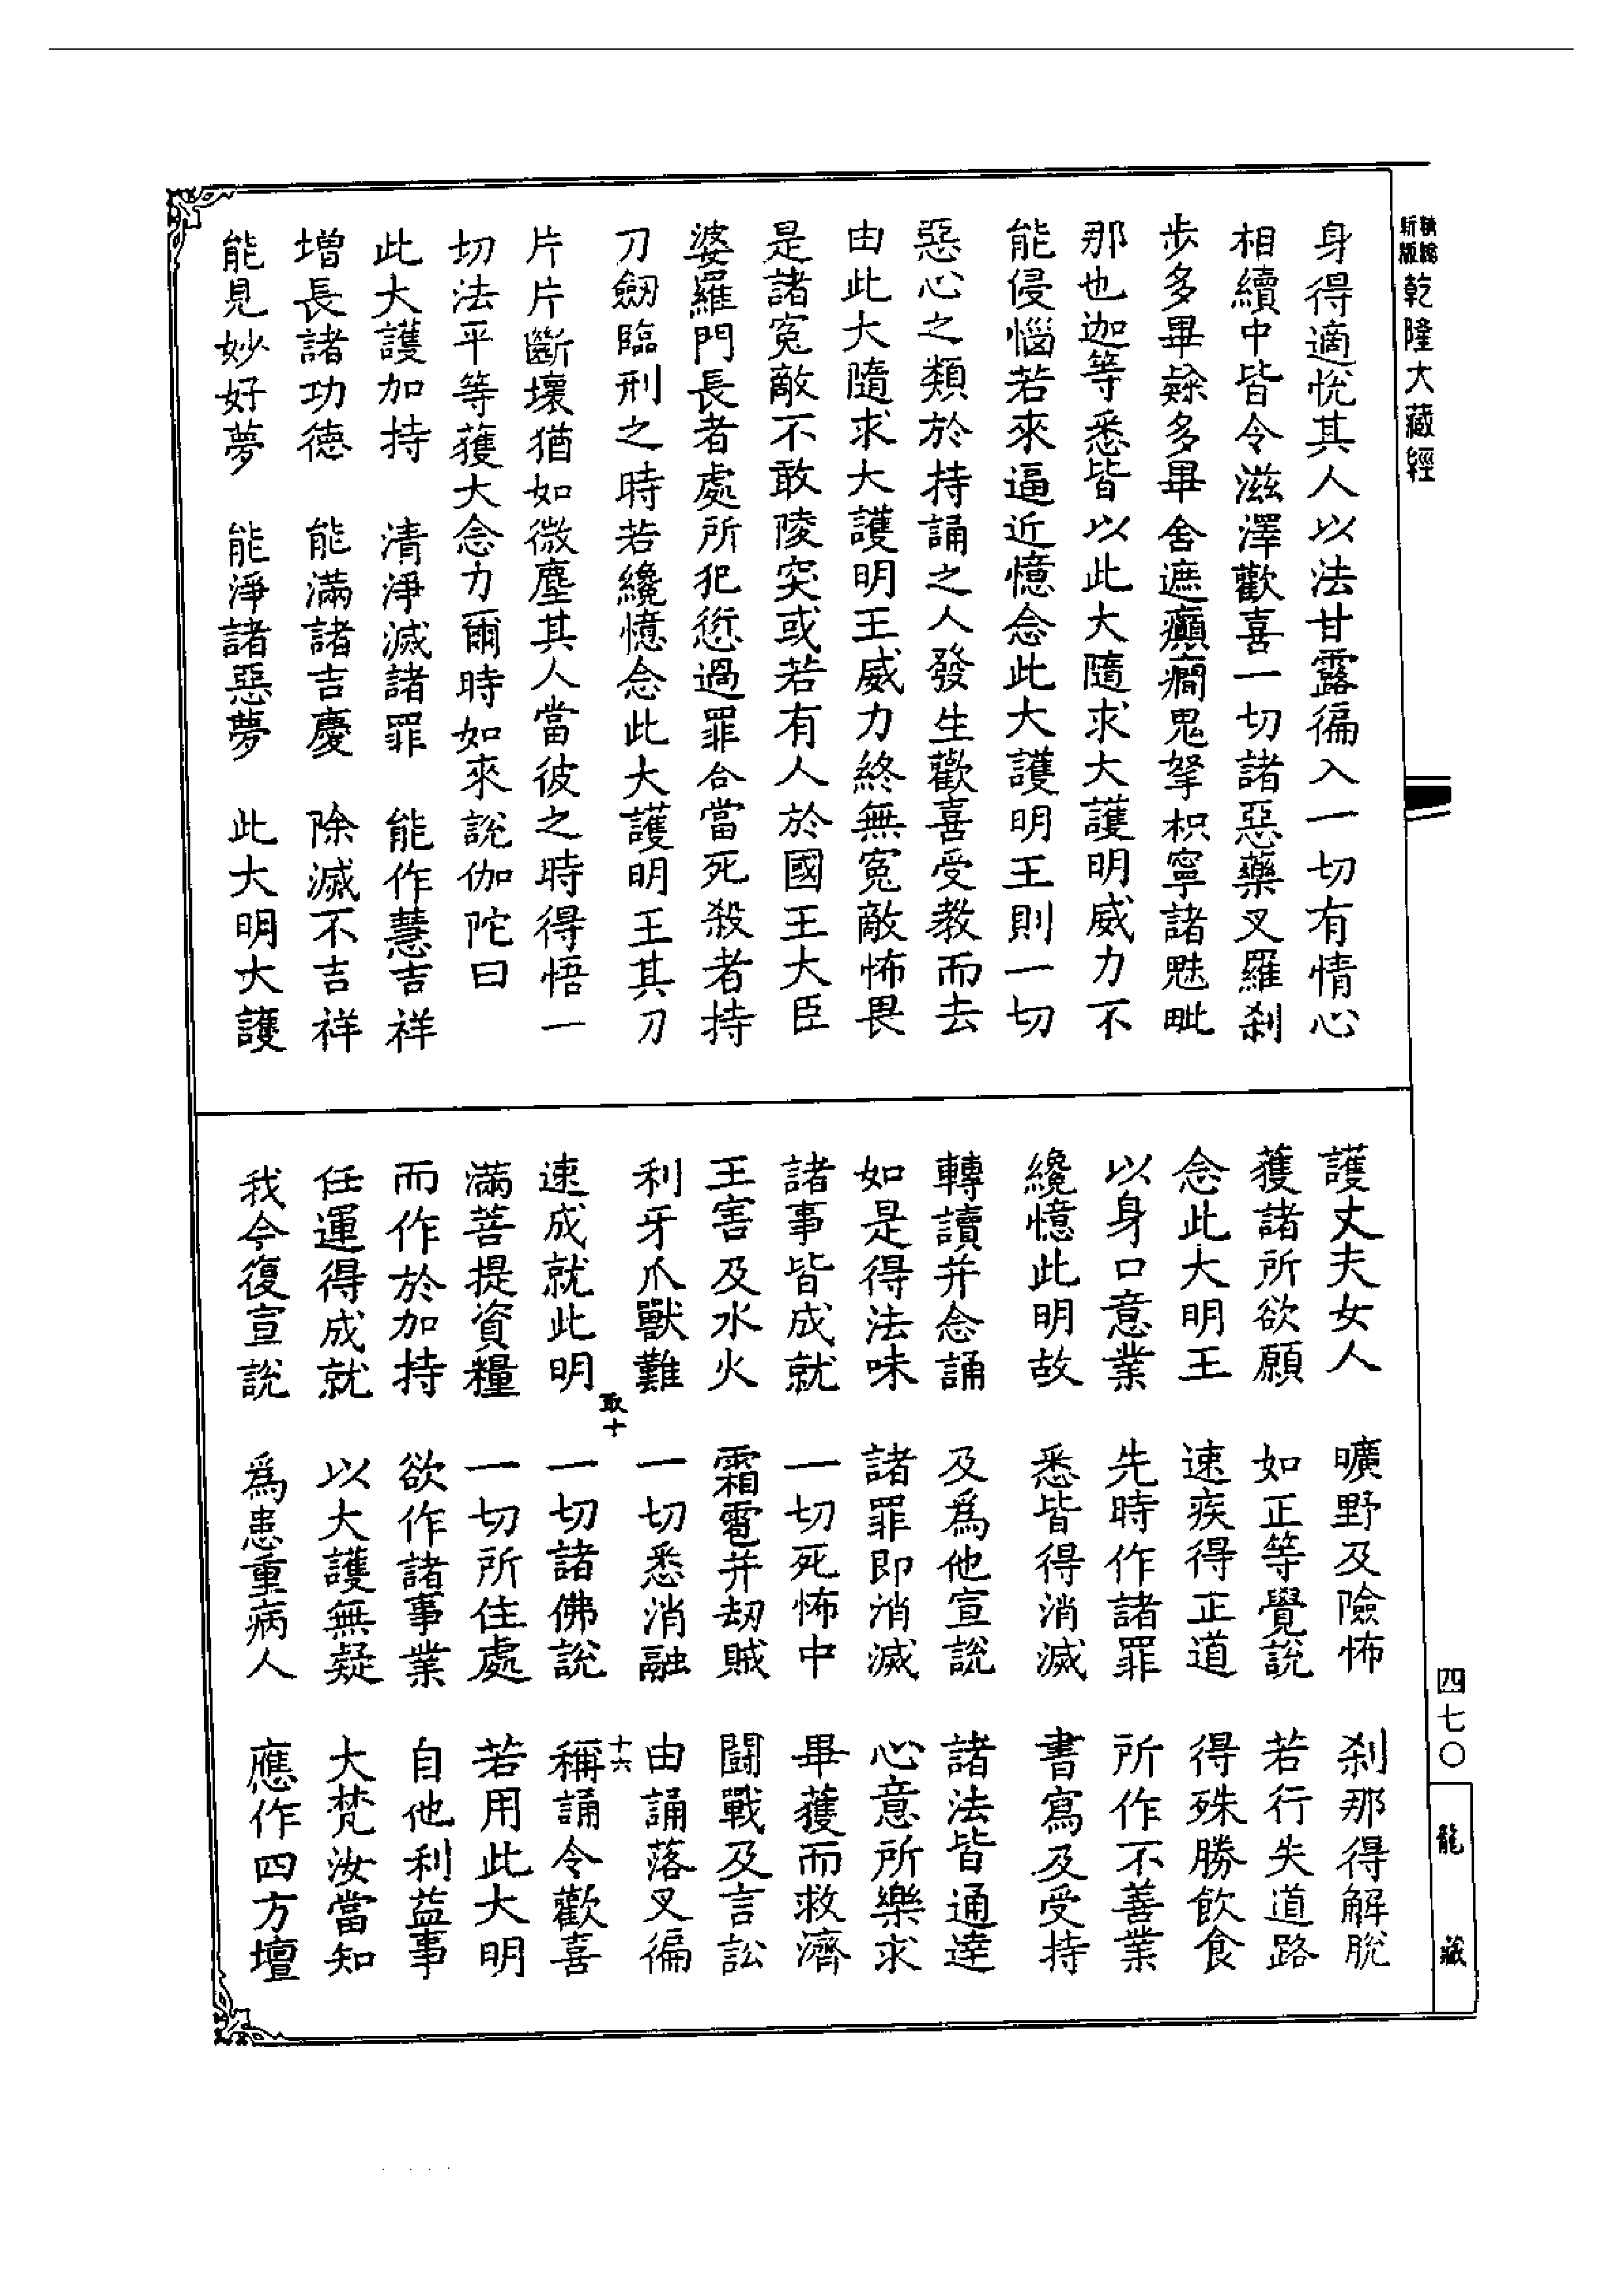 新編
新版
乾隆大藏經
身得適悅其人以法甘露徧入一切有情心
相續中皆令滋澤歡喜一切諸惡藥叉羅剎
步多畢隸多畢舍遮癲癇鬼拏枳寧諸魅毗
那也迦等悉皆以此大隨求大護明威力不
能侵惱若來逼近憶念此大護明王則一切
惡心之類於持誦之人發生歡喜受教而去
由此大隨求大護明王威力終無冤敵怖畏
是諸冤敵不敢陵突或若有人於國王大臣
婆羅門長者處所犯愆過罪合當死殺者持
刀劒臨刑之時若纔憶念此大護明王其刀
片片斷壞猶如微塵其人當彼之時得悟一
切法平等獲大念力爾時如來說伽陀曰
此大護加持　清淨滅諸罪　能作慧吉祥
增長諸功德　能滿諸吉慶　除滅不吉祥
能見妙好夢　能淨諸惡夢　此大明大護
護丈夫女人　曠野及險怖　剎那得解脫
獲諸所欲願　如正等覺說　若行失道路
念此大明王　速疾得正道　得殊勝飲食
以身口意業　先時作諸罪　所作不善業
纔憶此明故　悉皆得消滅　書寫及受持
轉讀并念誦　及為他宣說　諸法皆通達
如是得法味　諸罪即消滅　心意所樂求
諸事皆成就　一切死怖中　畢獲而救濟
王害及水火　霜雹并劫賊　鬪戰及言訟
利牙爪獸難　一切悉消融　由誦落叉徧
取十　十六
速成就此明　一切諸佛說　稱誦令歡喜
滿菩提資糧　一切所住處　若用此大明
而作於加持　欲作諸事業　自他利益事
任運得成就　以大護無疑　大梵汝當知
我今復宣說　為患重病人　應作四方壇
四七〇
龍藏